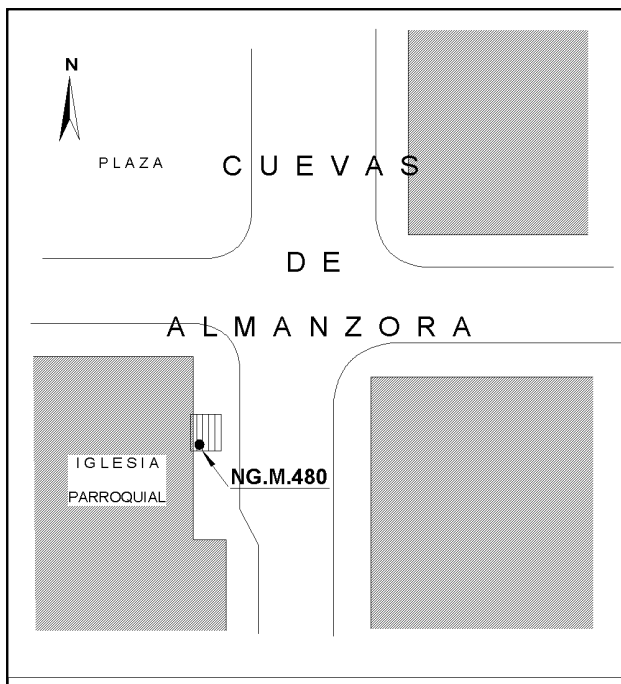 N
PLAZA
CUEVAS
DE
ALMANZORA
IGLESIA
PARROQUIAL
NG.M.480